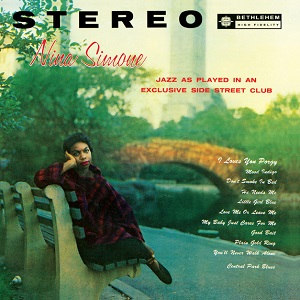 STEREO
BETHLEHEM
HIGH FIDELITY
Nina Simone
JAZZ AS PLAYED IN AN
EXCLUSIVE SIDE STREET CLUB
I Loves You Porgy
Mood Indigo
Don't Smoke In Bed
He Needs Me
Little Girl Blue
Love Me Or Leave Me
My Baby Just Cares For Me
Good Bait
Plain Gold Ring
You'll Never Walk Alone
Central Park Blues